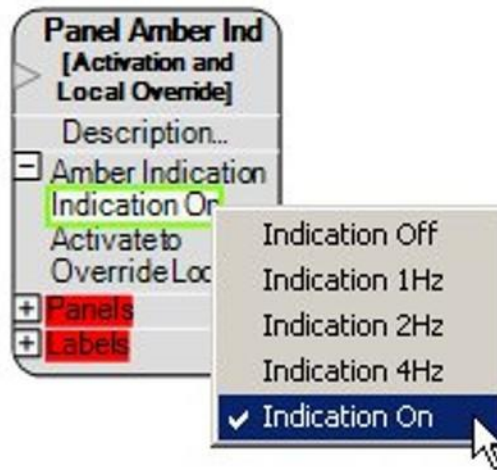 Panel Amber Ind
[Activation and
Local Override]
Description...
Amber Indication
Indication On
Activate to
Override Loc
Panels
Labels
Indication Off
Indication 1Hz
Indication 2Hz
Indication 4Hz
Indication On